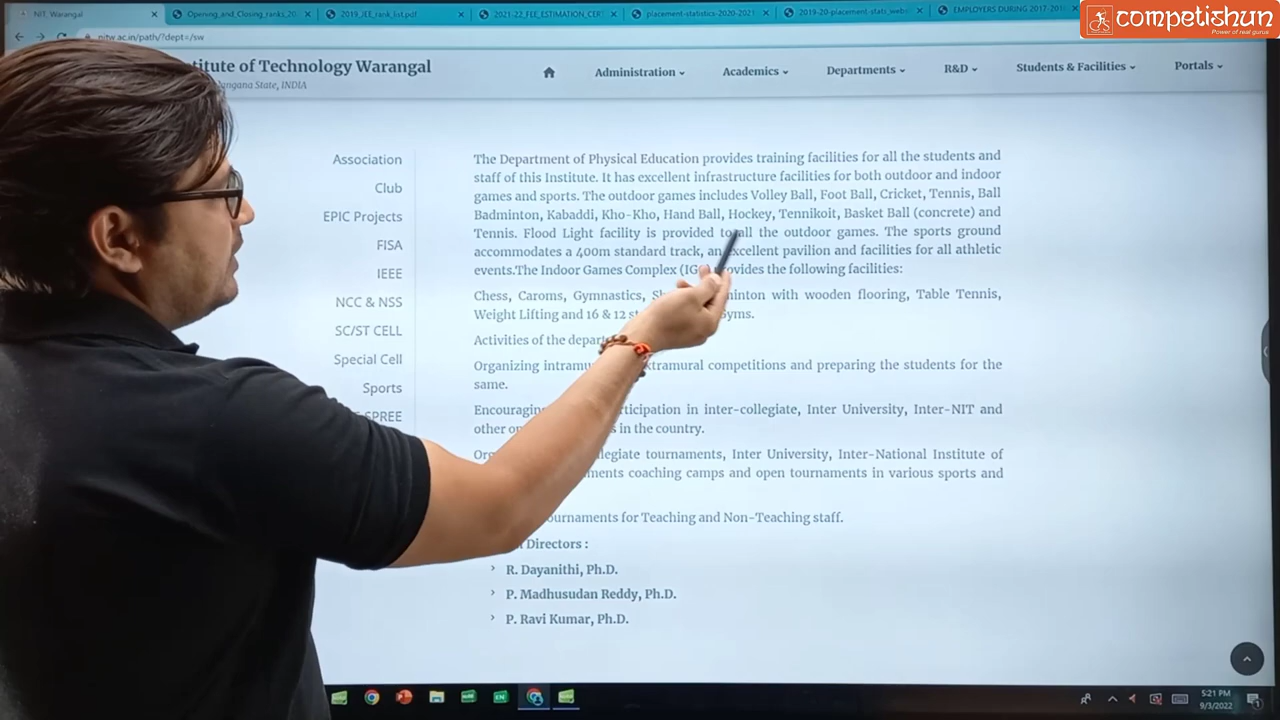 NIT, Warangal
Opening_and_Closing_ranks_20
2019_JEE_rank_list.pdf
2021-22_FEE_ESTIMATION_CERT
placement-statistics-2020-2021
2019-20-placement-stats_webs
EMPLOYERS DURING 2017-201
competishun
Power of real gurus
nitw.ac.in/path/?dept=/sw
titute of Technology Warangal
State, INDIA
Administration
Academics
Departments
R&D
Students & Facilities
Portals
Association
Club
EPIC Projects
FISA
IEEE
NCC & NSS
SC/ST CELL
Special Cell
Sports
SPREE
The Department of Physical Education provides training facilities for all the students and
staff of this Institute. It has excellent infrastructure facilities for both outdoor and indoor
games and sports. The outdoor games includes Volley Ball, Foot Ball, Cricket, Tennis, Ball
Badminton, Kabaddi, Kho-Kho, Hand Ball, Hockey, Tennikoit, Basket Ball (concrete) and
Tennis. Flood Light facility is provided to all the outdoor games. The sports ground
accommodates a 400m standard track, an excellent pavilion and facilities for all athletic
events.The Indoor Games Complex (IG provides the following facilities:
Chess, Caroms, Gymnastics, Sh minton with wooden flooring, Table Tennis,
Weight Lifting and 16 & 12 st yms.
Activities of the depar
Organizing intramu xtramural competitions and preparing the students for the
same.
Encouraging rticipation in inter-collegiate, Inter University, Inter-NIT and
other o s in the country.
Or legiate tournaments, Inter University, Inter-National Institute of
ments coaching camps and open tournaments in various sports and
ournaments for Teaching and Non-Teaching staff.
Directors :
R. Dayanithi, Ph.D.
P. Madhusudan Reddy, Ph.D.
P. Ravi Kumar, Ph.D.
5:21 PM
9/3/2022